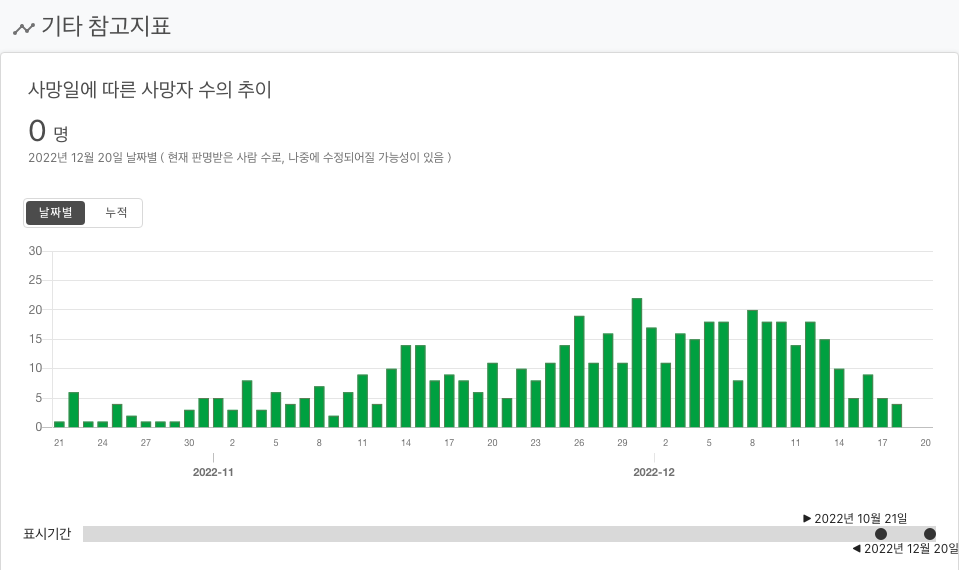 기타 참고지표
사망일에 따른 사망자 수의 추이
0 명
2022년 12월 20일 날짜별 ( 현재 판명받은 사람 수로, 나중에 수정되어질 가능성이 있음 )
날짜별 누적
30
25
20
15
10
5
0
21 24 27 30 2 5 8 11 14 17 20 23 26 29 2 5 8 11 14 17 20
2022-11 2022-12
▶ 2022년 10월 21일
표시기간
◀ 2022년 12월 20일